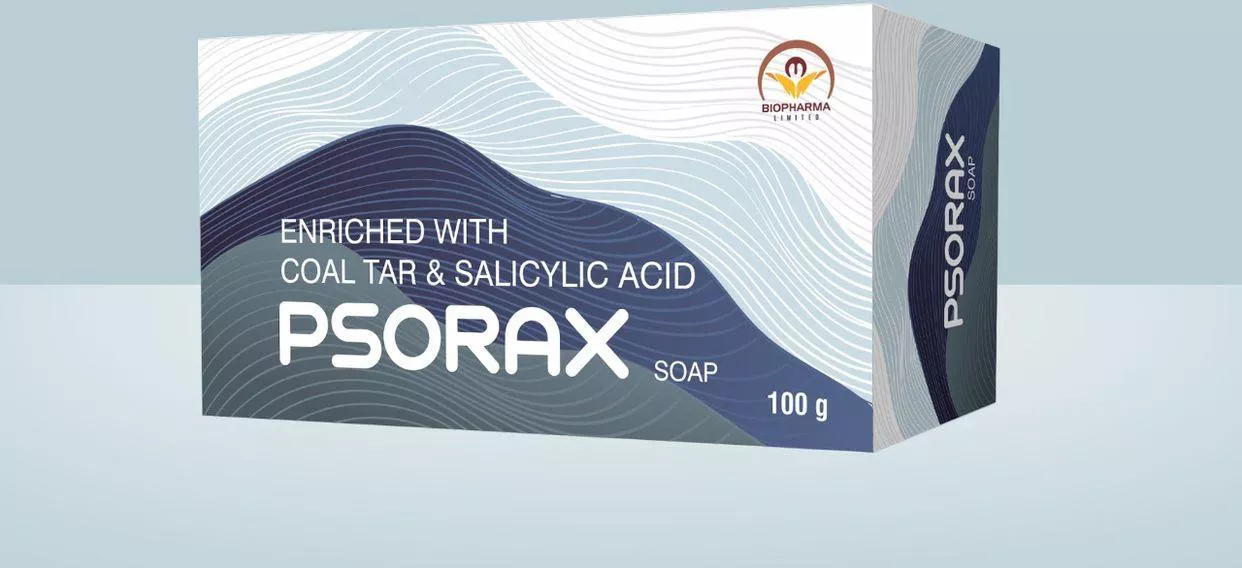 BIOPHARMA
LIMITED
ENRICHED WITH
COAL TAR & SALICYLIC ACID
PSORAX
SOAP
100 g
PSORAX
SOAP